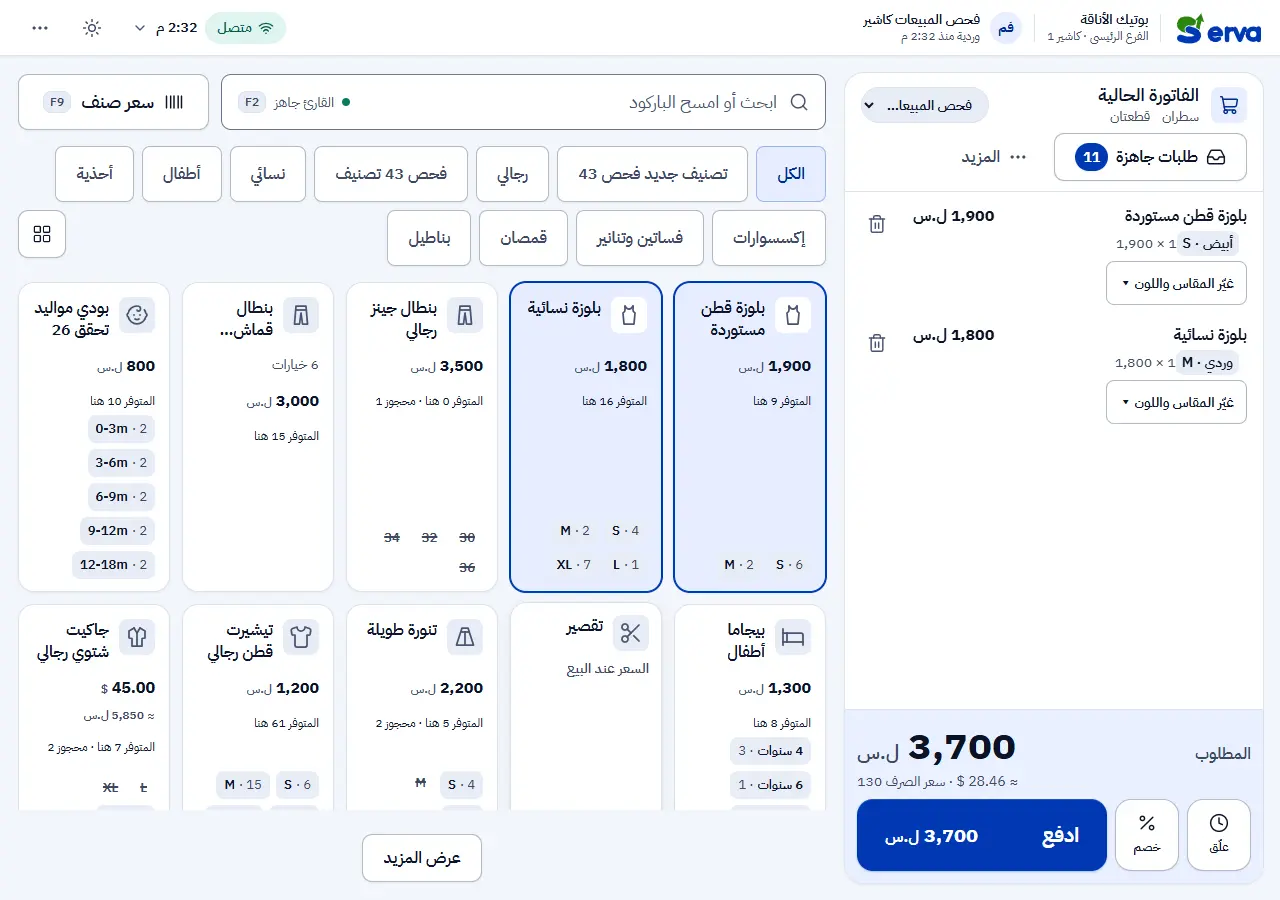 Serva
بوتيك الأناقة
الفرع الرئيسي · كاشير 1
فم
فحص المبيعات كاشير
وردية منذ 2:32 م
متصل
2:32 م
الفاتورة الحالية
سطران قطعتان
فحص المبيعا...
طلبات جاهزة 11
المزيد
بلوزة قطن مستوردة
1,900 ل.س
أبيض · S
1 × 1,900
غيّر المقاس واللون
بلوزة نسائية
1,800 ل.س
وردي · M
1 × 1,800
غيّر المقاس واللون
المطلوب
3,700 ل.س
≈ 28.46 $ · سعر الصرف 130
علّق
خصم
ادفع 3,700 ل.س
ابحث أو امسح الباركود
القارئ جاهز
F2
سعر صنف
F9
الكل
تصنيف جديد فحص 43
رجالي
فحص 43 تصنيف
نسائي
أطفال
أحذية
إكسسوارات
فساتين وتنانير
قمصان
بناطيل
بلوزة قطن مستوردة
1,900 ل.س
المتوفر 9 هنا
S · 6
M · 2
بلوزة نسائية
1,800 ل.س
المتوفر 16 هنا
S · 4
M · 2
L · 1
XL · 7
بنطال جينز رجالي
3,500 ل.س
المتوفر 0 هنا · محجوز 1
30
32
34
36
بنطال قماش...
6 خيارات
3,000 ل.س
المتوفر 15 هنا
بودي مواليد تحقق 26
800 ل.س
المتوفر 10 هنا
0-3m · 2
3-6m · 2
6-9m · 2
9-12m · 2
12-18m · 2
بيجاما أطفال
1,300 ل.س
المتوفر 8 هنا
4 سنوات · 3
6 سنوات · 1
تقصير
السعر عند البيع
تنورة طويلة
2,200 ل.س
المتوفر 5 هنا · محجوز 2
S · 4
M
تيشيرت قطن رجالي
1,200 ل.س
المتوفر 61 هنا
S · 6
M · 15
جاكيت شتوي رجالي
45.00 $
≈ 5,850 ل.س
المتوفر 7 هنا · محجوز 2
L
XL
عرض المزيد